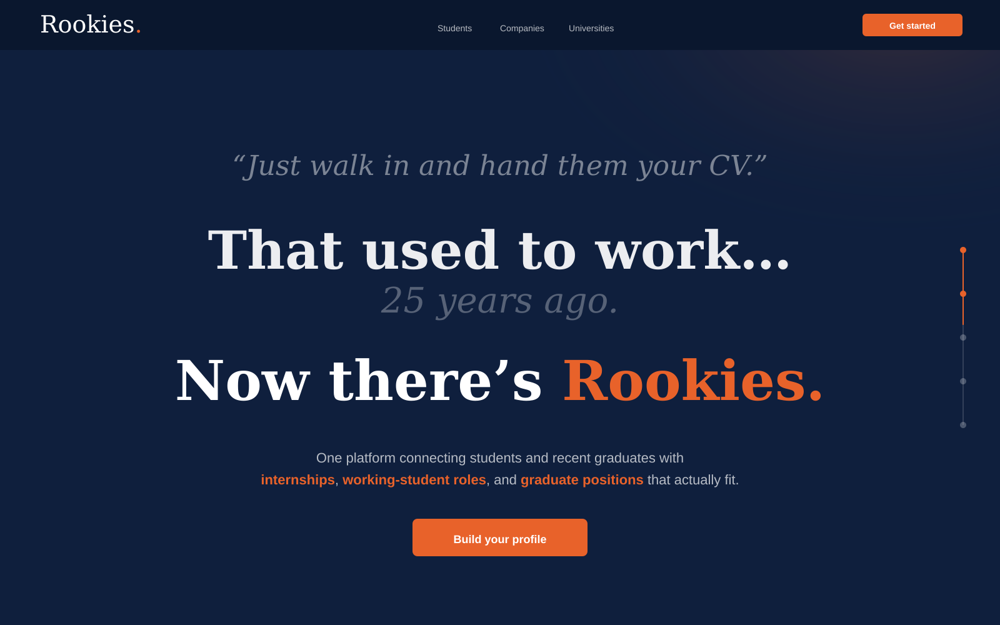 Rookies.
Students Companies Universities
Get started
“Just walk in and hand them your CV.”
That used to work...
25 years ago.
Now there’s Rookies.
One platform connecting students and recent graduates with
internships, working-student roles, and graduate positions that actually fit.
Build your profile